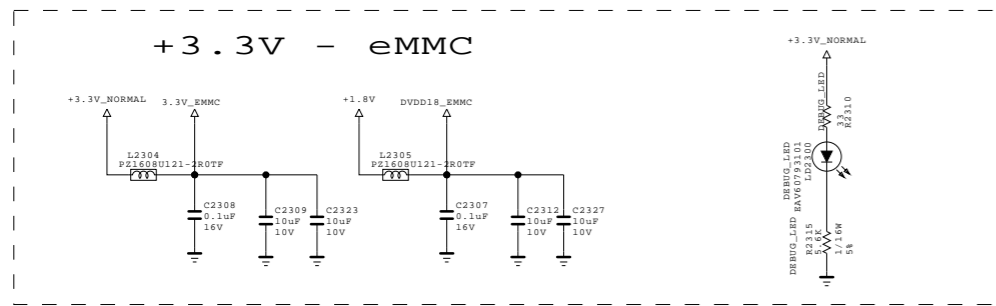 +3.3V - eMMC
+3.3V_NORMAL
3.3V_EMMC
L2304
PZ1608U121-2R0TF
C2308
0.1uF
16V
C2309
10uF
10V
C2323
10uF
10V
+1.8V
DVDD18_EMMC
L2305
PZ1608U121-2R0TF
C2307
0.1uF
16V
C2312
10uF
10V
C2327
10uF
10V
+3.3V_NORMAL
DEBUG_LED
33
R2310
DEBUG_LED
EAV60793101
LD2300
DEBUG_LED
R2315
5.6K
1/16W
5%